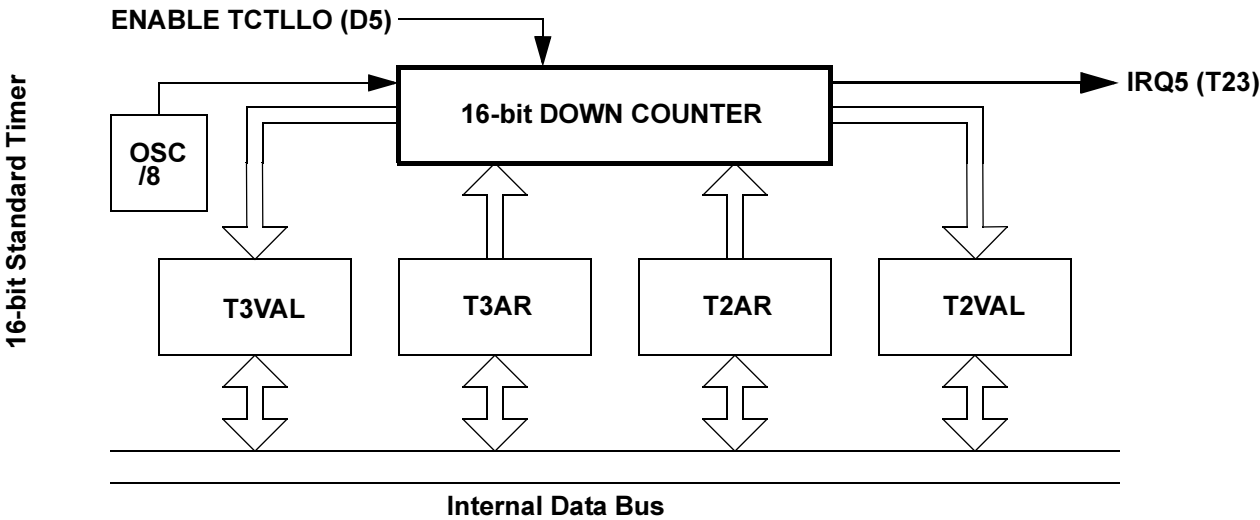 ENABLE TCTLLO (D5)
16-bit DOWN COUNTER
IRQ5 (T23)
OSC
/8
16-bit Standard Timer
T3VAL
T3AR
T2AR
T2VAL
Internal Data Bus